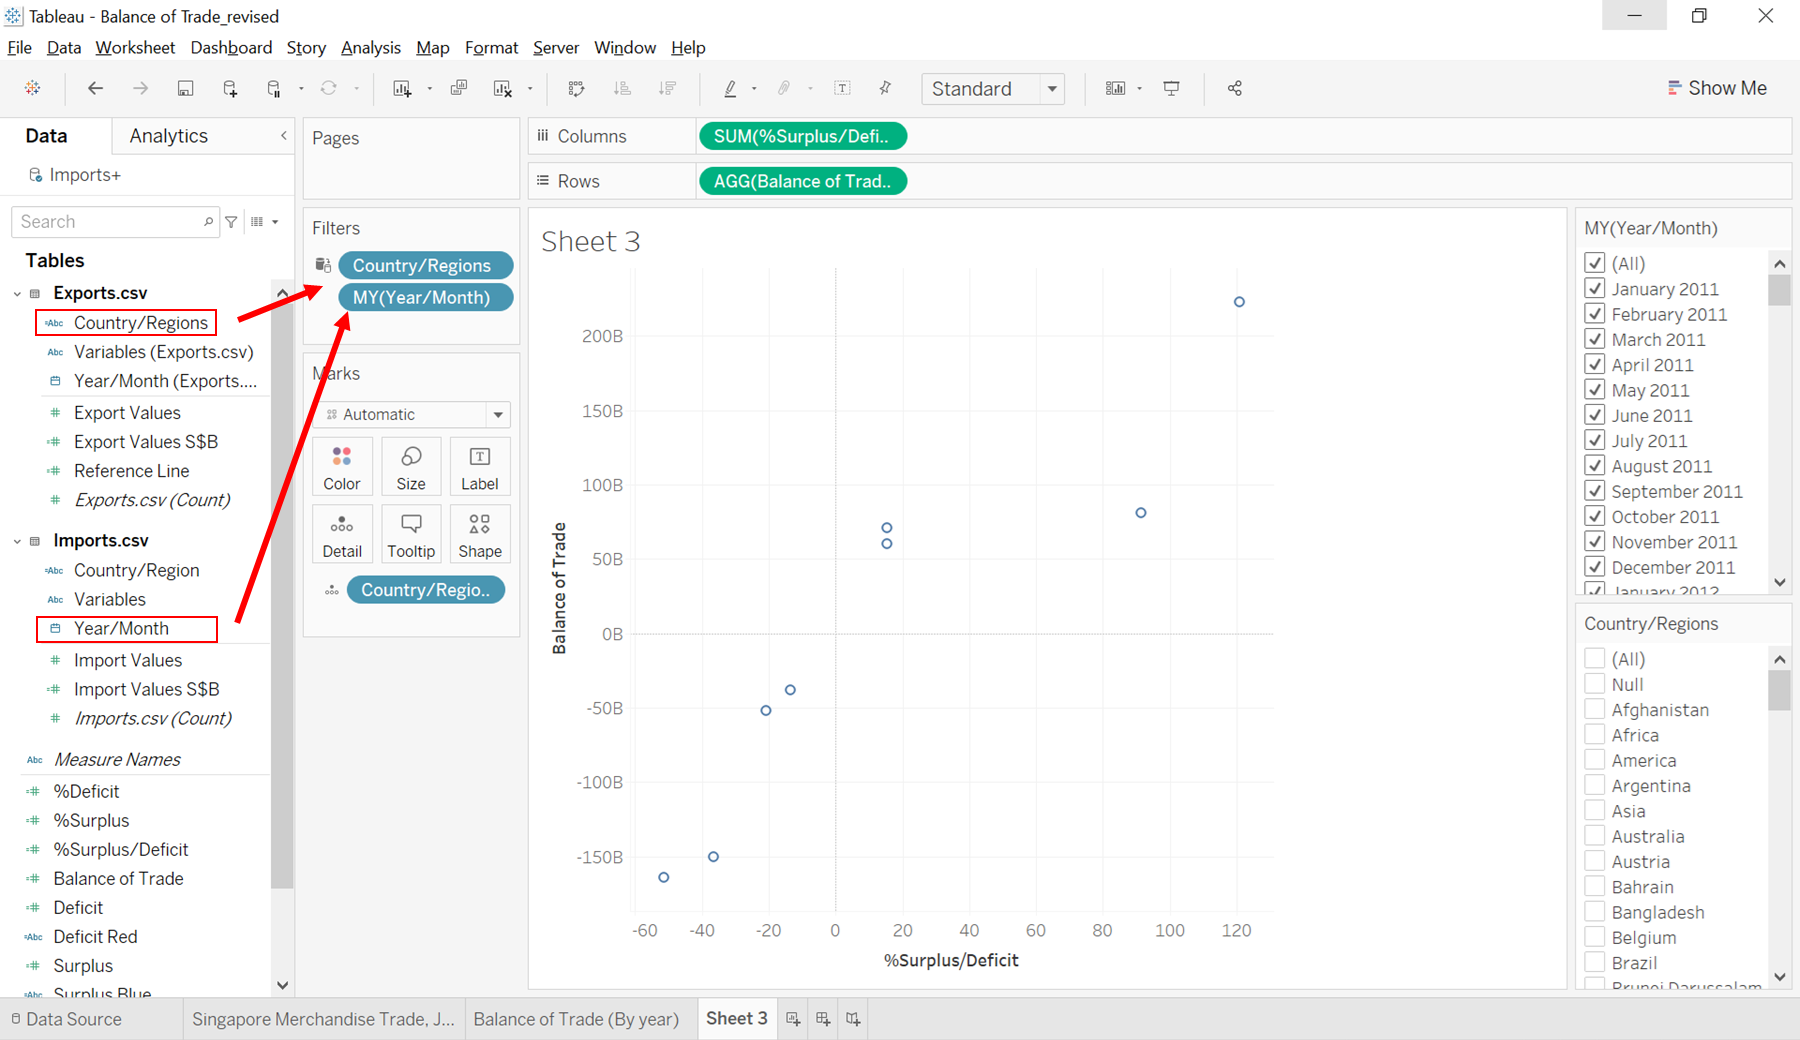 Tableau - Balance of Trade_revised
File Data Worksheet Dashboard Story Analysis Map Format Server Window Help
Standard
Show Me
Data
Analytics
Imports+
Search
Tables
Exports.csv
Abc Country/Regions
Abc Variables (Exports.csv)
Year/Month (Exports....
# Export Values
# Export Values S$B
# Reference Line
# Exports.csv (Count)
Imports.csv
Abc Country/Region
Abc Variables
Year/Month
# Import Values
# Import Values S$B
# Imports.csv (Count)
Abc Measure Names
# %Deficit
# %Surplus
# %Surplus/Deficit
# Balance of Trade
# Deficit
Abc Deficit Red
# Surplus
Abc Surplus Blue
Pages
Filters
Country/Regions
MY(Year/Month)
Marks
Automatic
Color
Size
Label
Detail
Tooltip
Shape
Country/Regio..
Columns
SUM(%Surplus/Defi..
Rows
AGG(Balance of Trad..
Sheet 3
200B
150B
100B
50B
0B
-50B
-100B
-150B
Balance of Trade
-60 -40 -20 0 20 40 60 80 100 120
%Surplus/Deficit
MY(Year/Month)
(All)
January 2011
February 2011
March 2011
April 2011
May 2011
June 2011
July 2011
August 2011
September 2011
October 2011
November 2011
December 2011
January 2012
Country/Regions
(All)
Null
Afghanistan
Africa
America
Argentina
Asia
Australia
Austria
Bahrain
Bangladesh
Belgium
Brazil
Brunei Darussalam
Data Source
Singapore Merchandise Trade, J...
Balance of Trade (By year)
Sheet 3